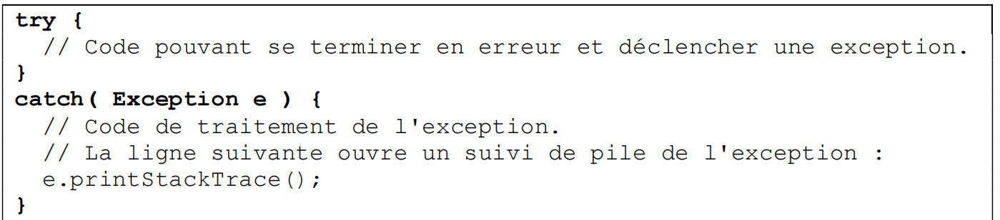 try {
  // Code pouvant se terminer en erreur et déclencher une exception.
}
catch( Exception e ) {
  // Code de traitement de l'exception.
  // La ligne suivante ouvre un suivi de pile de l'exception :
  e.printStackTrace();
}